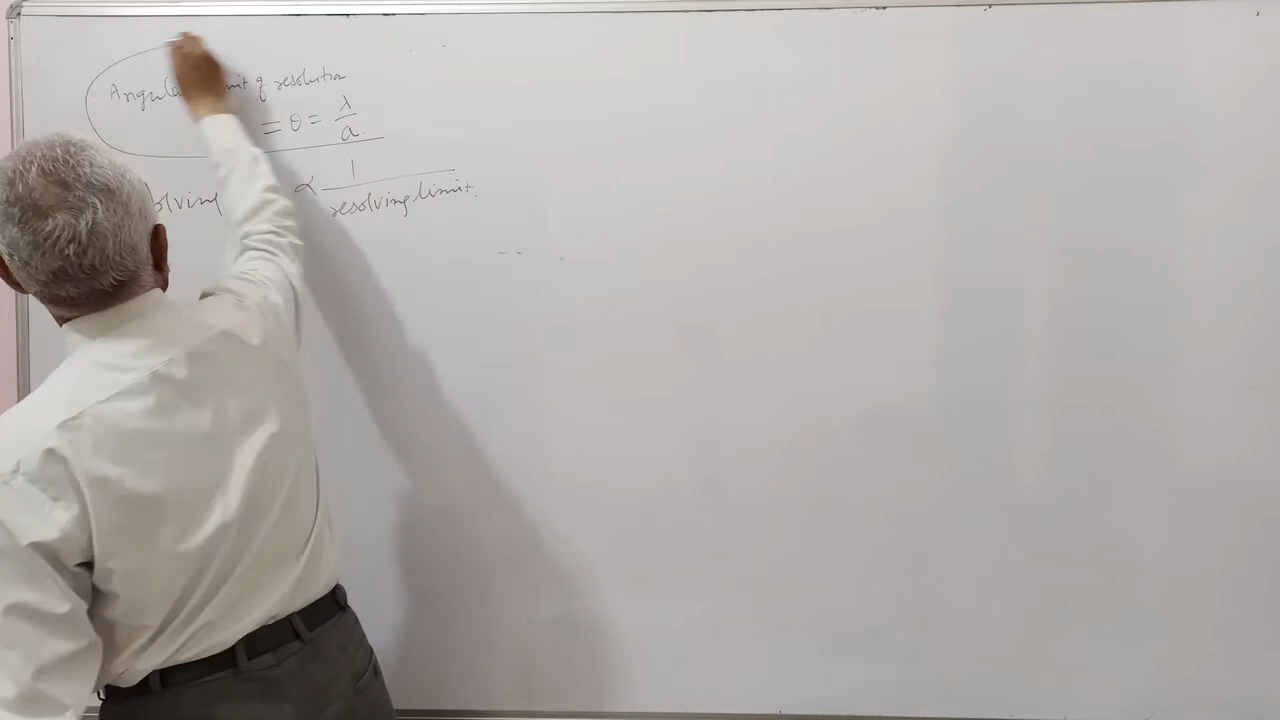 Angula mit of resolution
= θ = λ/a.
olving ∝ 1/resolving limit.